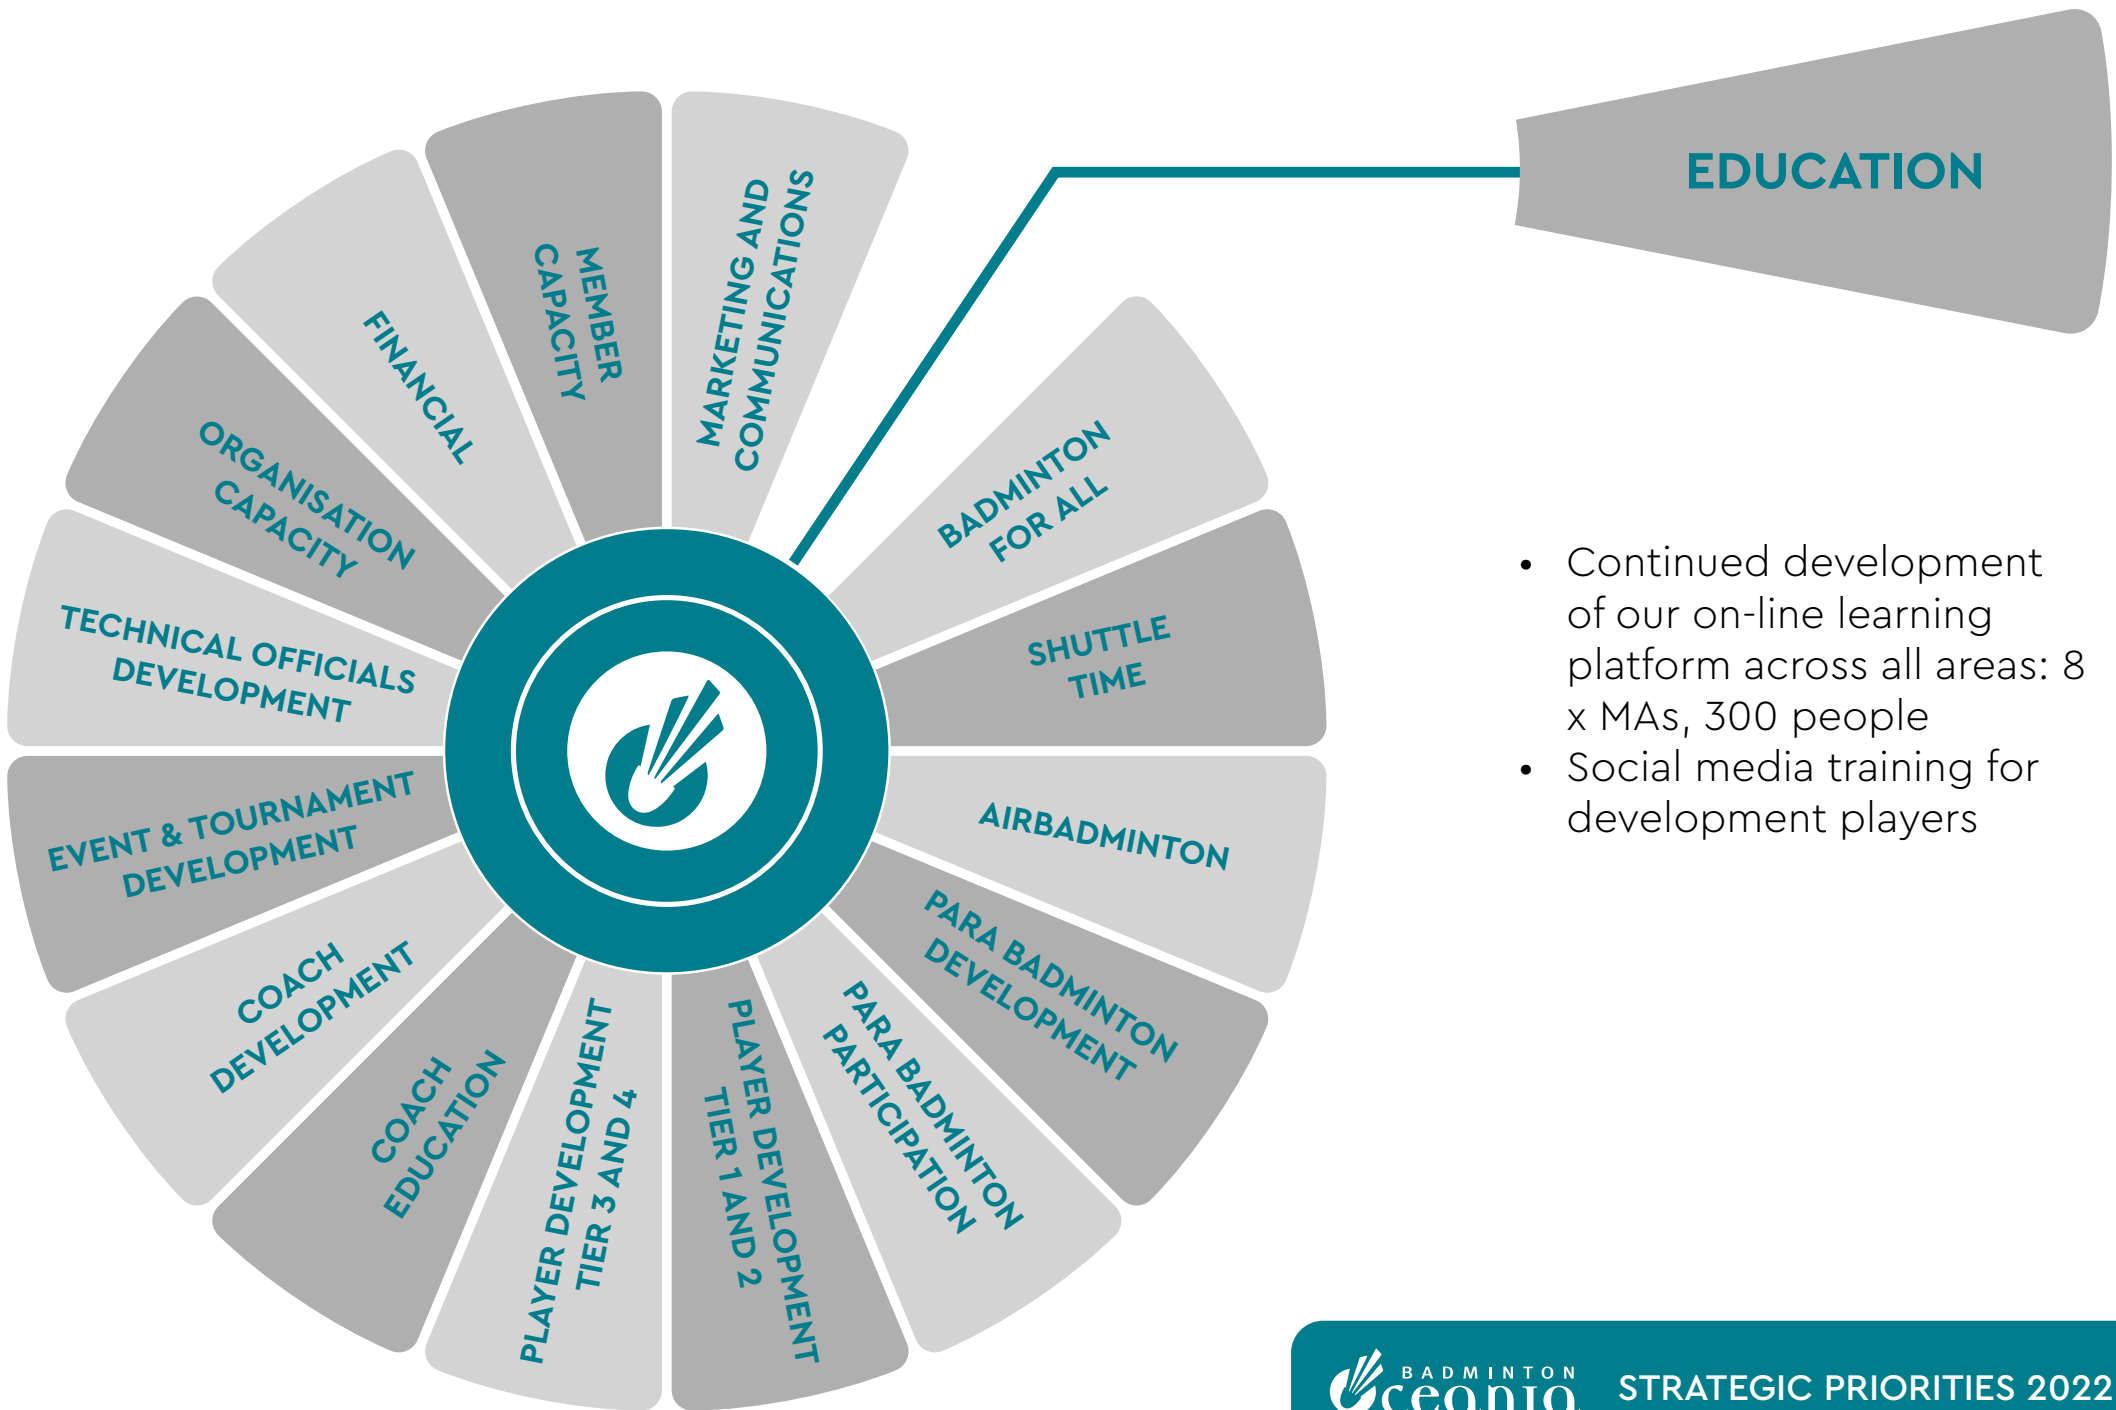 EDUCATION
MARKETING AND
COMMUNICATIONS
BADMINTON
FOR ALL
SHUTTLE
TIME
AIRBADMINTON
PARA BADMINTON
DEVELOPMENT
PARA BADMINTON
PARTICIPATION
PLAYER DEVELOPMENT
TIER 1 AND 2
PLAYER DEVELOPMENT
TIER 3 AND 4
COACH
EDUCATION
COACH
DEVELOPMENT
EVENT & TOURNAMENT
DEVELOPMENT
TECHNICAL OFFICIALS
DEVELOPMENT
ORGANISATION
CAPACITY
FINANCIAL
MEMBER
CAPACITY
• Continued development
of our on-line learning
platform across all areas: 8
x MAs, 300 people
• Social media training for
development players
BADMINTON
Oceania
STRATEGIC PRIORITIES 2022